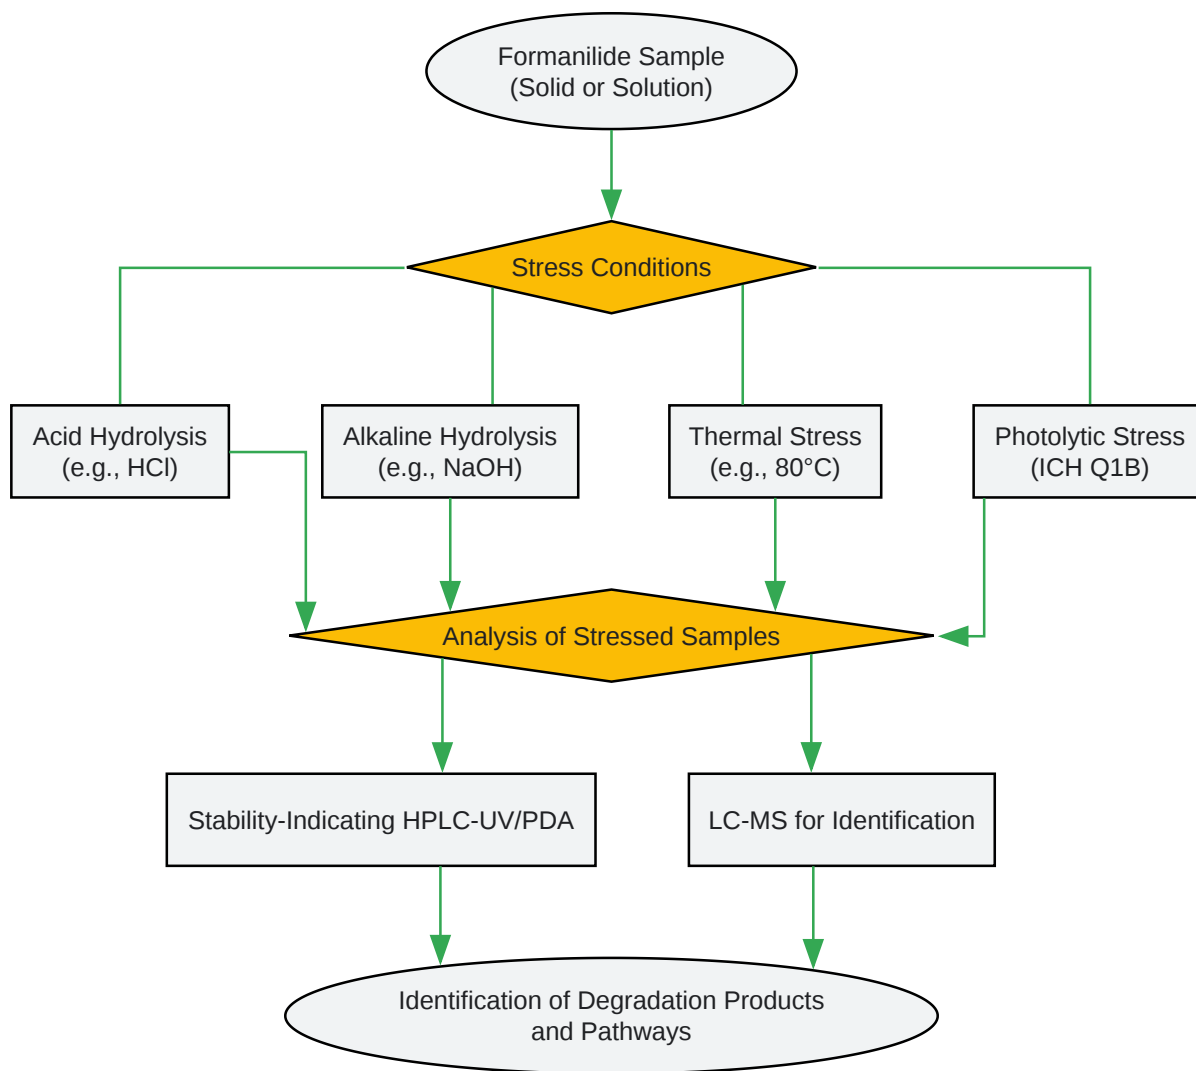 Formanilide Sample
(Solid or Solution)
Stress Conditions
Acid Hydrolysis
(e.g., HCl)
Alkaline Hydrolysis
(e.g., NaOH)
Thermal Stress
(e.g., 80°C)
Photolytic Stress
(ICH Q1B)
Analysis of Stressed Samples
Stability-Indicating HPLC-UV/PDA
LC-MS for Identification
Identification of Degradation Products
and Pathways